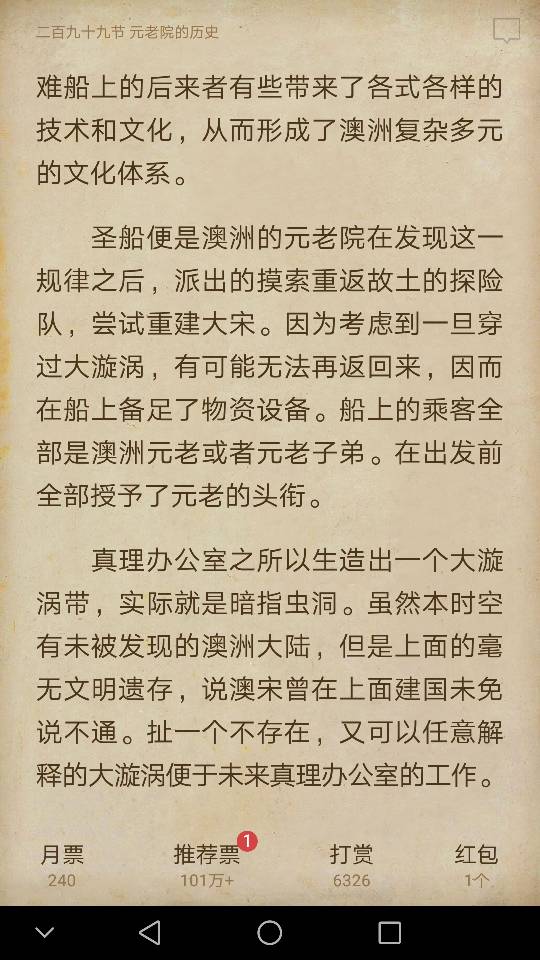 二百九十九节 元老院的历史
难船上的后来者有些带来了各式各样的
技术和文化，从而形成了澳洲复杂多元
的文化体系。
圣船便是澳洲的元老院在发现这一
规律之后，派出的摸索重返故土的探险
队，尝试重建大宋。因为考虑到一旦穿
过大漩涡，有可能无法再返回来，因而
在船上备足了物资设备。船上的乘客全
部是澳洲元老或者元老子弟。在出发前
全部授予了元老的头衔。
真理办公室之所以生造出一个大漩
涡带，实际就是暗指虫洞。虽然本时空
有未被发现的澳洲大陆，但是上面的毫
无文明遗存，说澳宋曾在上面建国未免
说不通。扯一个不存在，又可以任意解
释的大漩涡便于未来真理办公室的工作。
月票 推荐票 1 打赏 红包
240 101万+ 6326 1个